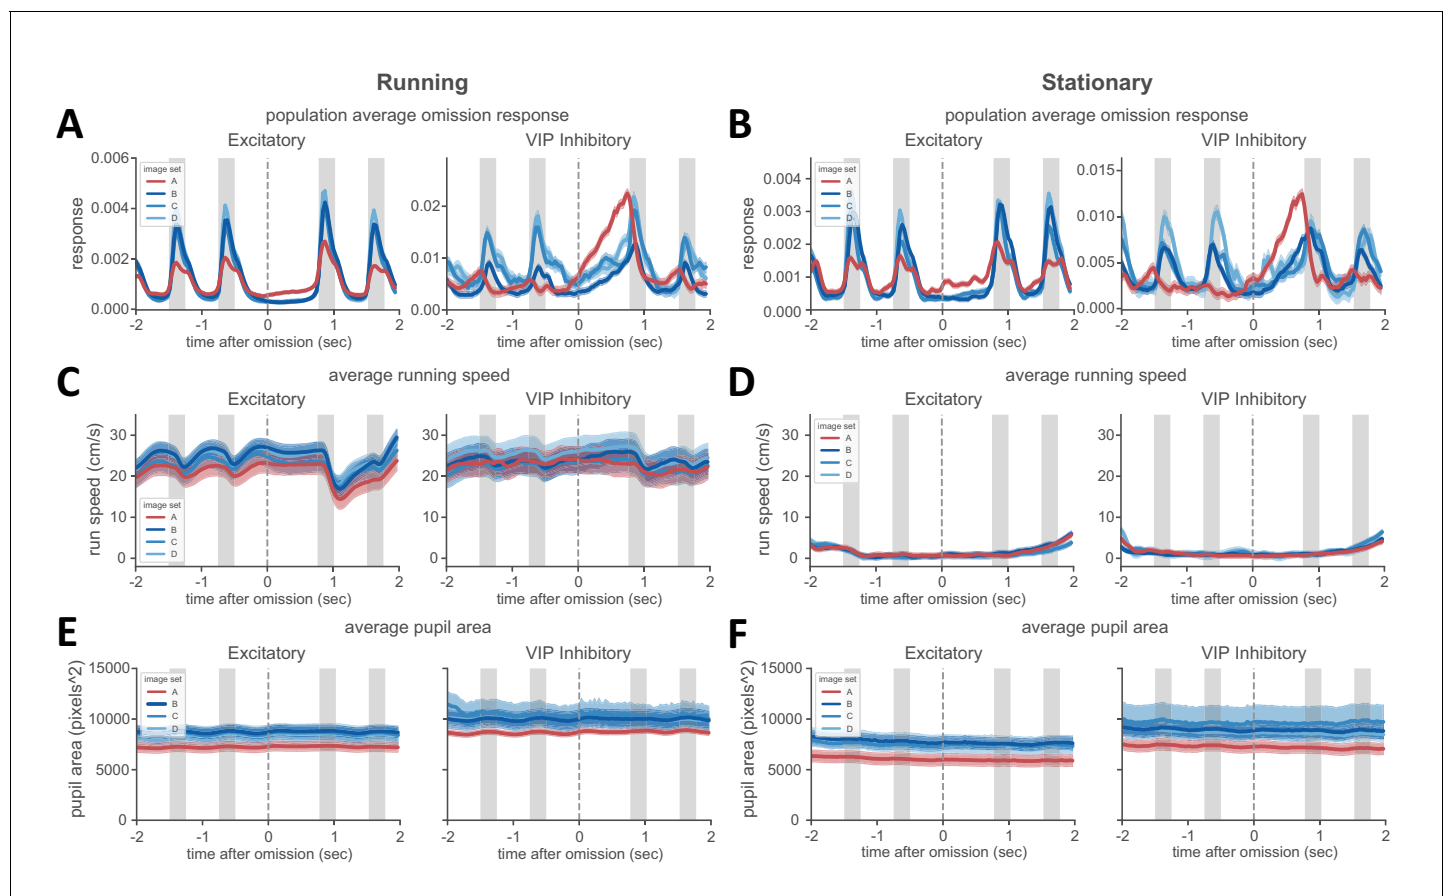 Running
Stationary
A
population average omission response
Excitatory
VIP Inhibitory
response
0.006
0.004
0.002
0.000
image set
A
B
C
D
-2 -1 0 1 2
time after omission (sec)
0.02
0.01
0.00
-2 -1 0 1 2
time after omission (sec)
B
population average omission response
Excitatory
VIP Inhibitory
response
0.004
0.003
0.002
0.001
0.000
image set
A
B
C
D
-2 -1 0 1 2
time after omission (sec)
0.015
0.010
0.005
0.000
-2 -1 0 1 2
time after omission (sec)
C
average running speed
Excitatory
VIP Inhibitory
run speed (cm/s)
30
20
10
0
image set
A
B
C
D
-2 -1 0 1 2
time after omission (sec)
30
20
10
0
-2 -1 0 1 2
time after omission (sec)
D
average running speed
Excitatory
VIP Inhibitory
run speed (cm/s)
30
20
10
0
image set
A
B
C
D
-2 -1 0 1 2
time after omission (sec)
30
20
10
0
-2 -1 0 1 2
time after omission (sec)
E
average pupil area
Excitatory
VIP Inhibitory
pupil area (pixels^2)
15000
10000
5000
0
image set
A
B
C
D
-2 -1 0 1 2
time after omission (sec)
-2 -1 0 1 2
time after omission (sec)
F
average pupil area
Excitatory
VIP Inhibitory
pupil area (pixels^2)
15000
10000
5000
0
image set
A
B
C
D
-2 -1 0 1 2
time after omission (sec)
-2 -1 0 1 2
time after omission (sec)